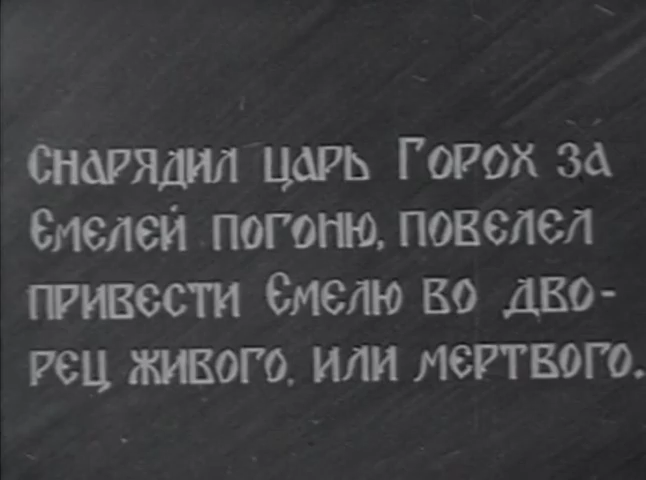 Снарядил царь Горох за
Емелей погоню, повелел
привести Емелю во дво-
рец живого, или мертвого.